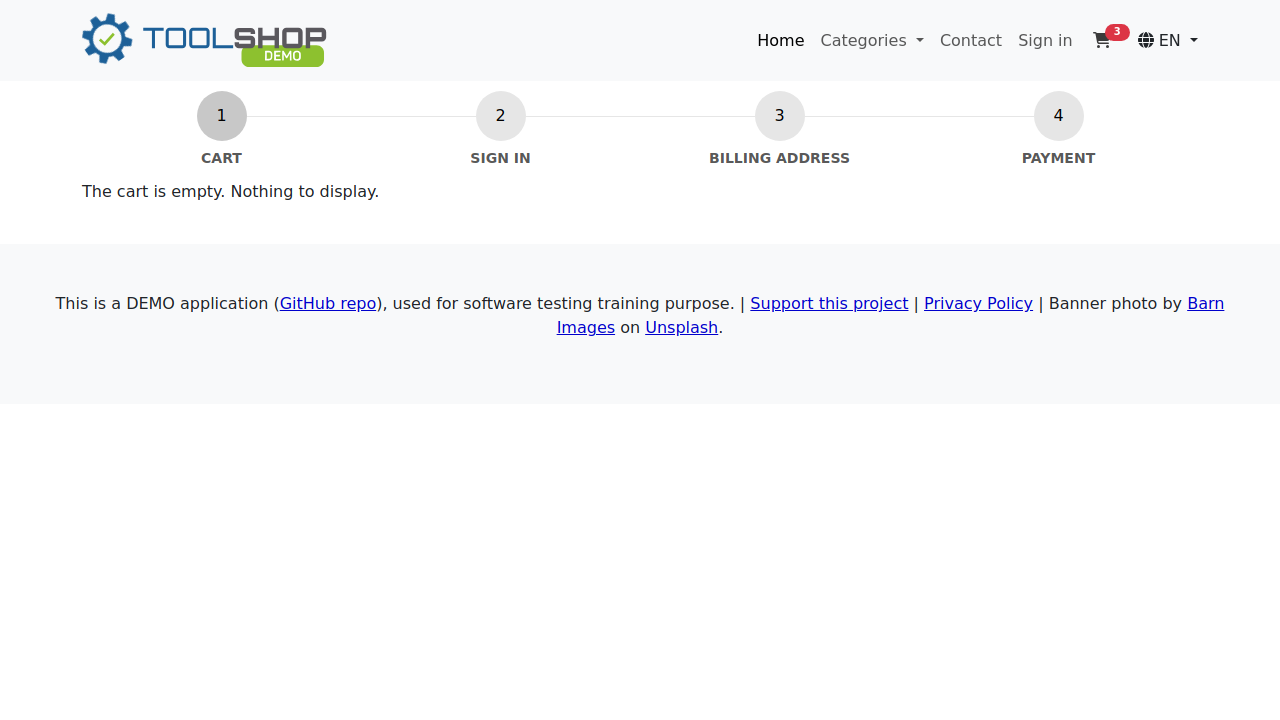 TOOLSHOP
DEMO
Home Categories Contact Sign in 3 EN
1 2 3 4
CART SIGN IN BILLING ADDRESS PAYMENT
The cart is empty. Nothing to display.
This is a DEMO application (GitHub repo), used for software testing training purpose. | Support this project | Privacy Policy | Banner photo by Barn
Images on Unsplash.